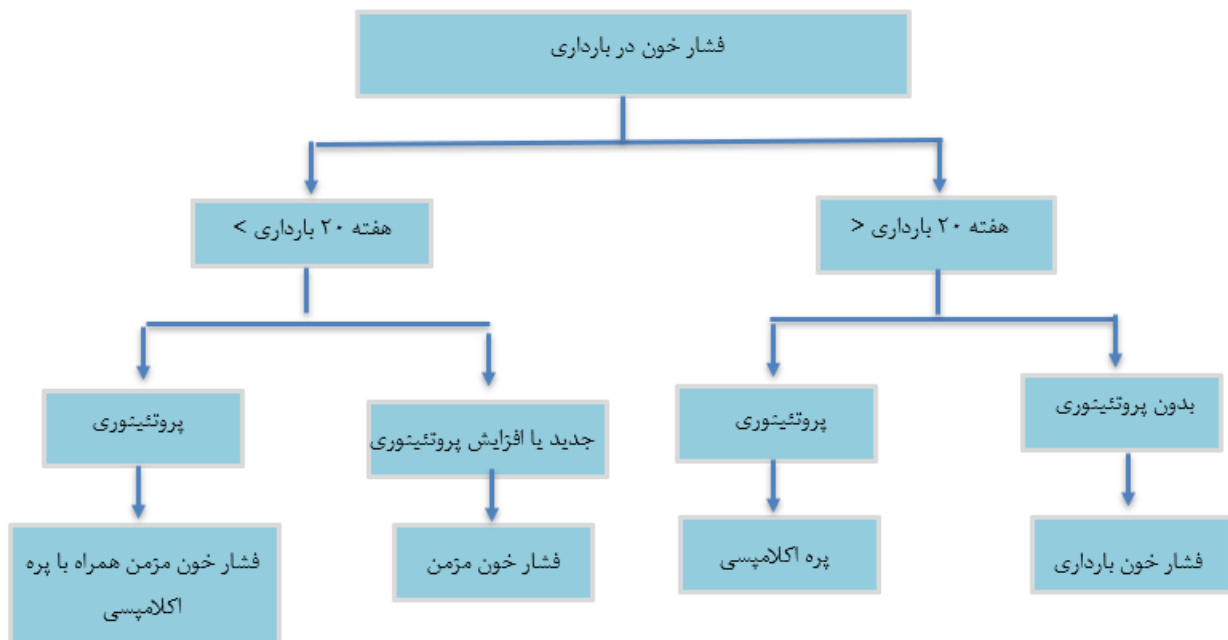 فشار خون در بارداری
هفته ۲۰ بارداری <
هفته ۲۰ بارداری >
بدون پروتئینوری
پروتئینوری
جدید یا افزایش پروتئینوری
پروتئینوری
فشار خون بارداری
پره اکلامپسی
فشار خون مزمن
فشار خون مزمن همراه با پره
اکلامپسی